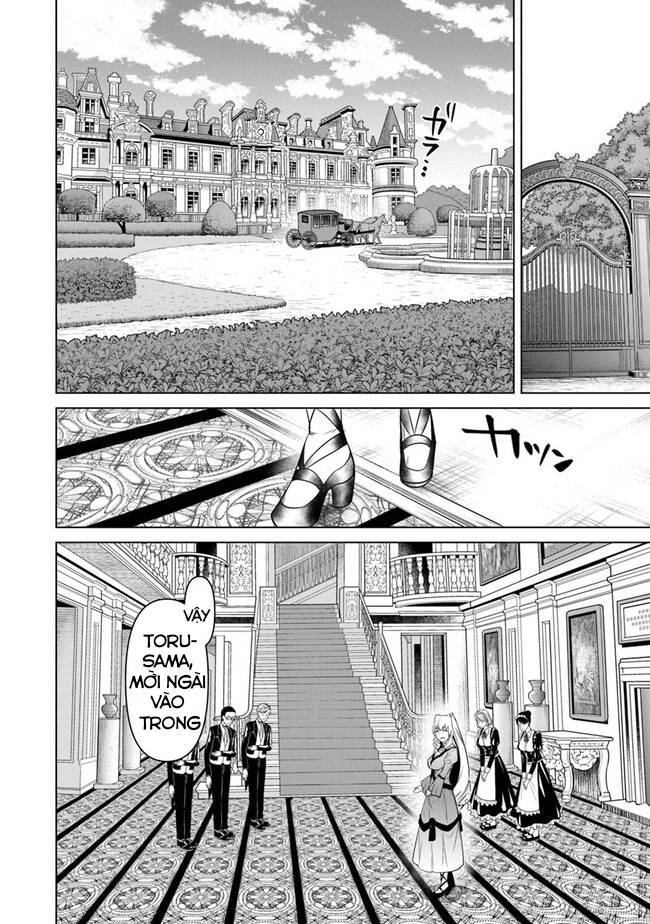 ガラ…
カツン
VẬY
TORU-
SAMA,
MỜI NGÀI
VÀO
TRONG